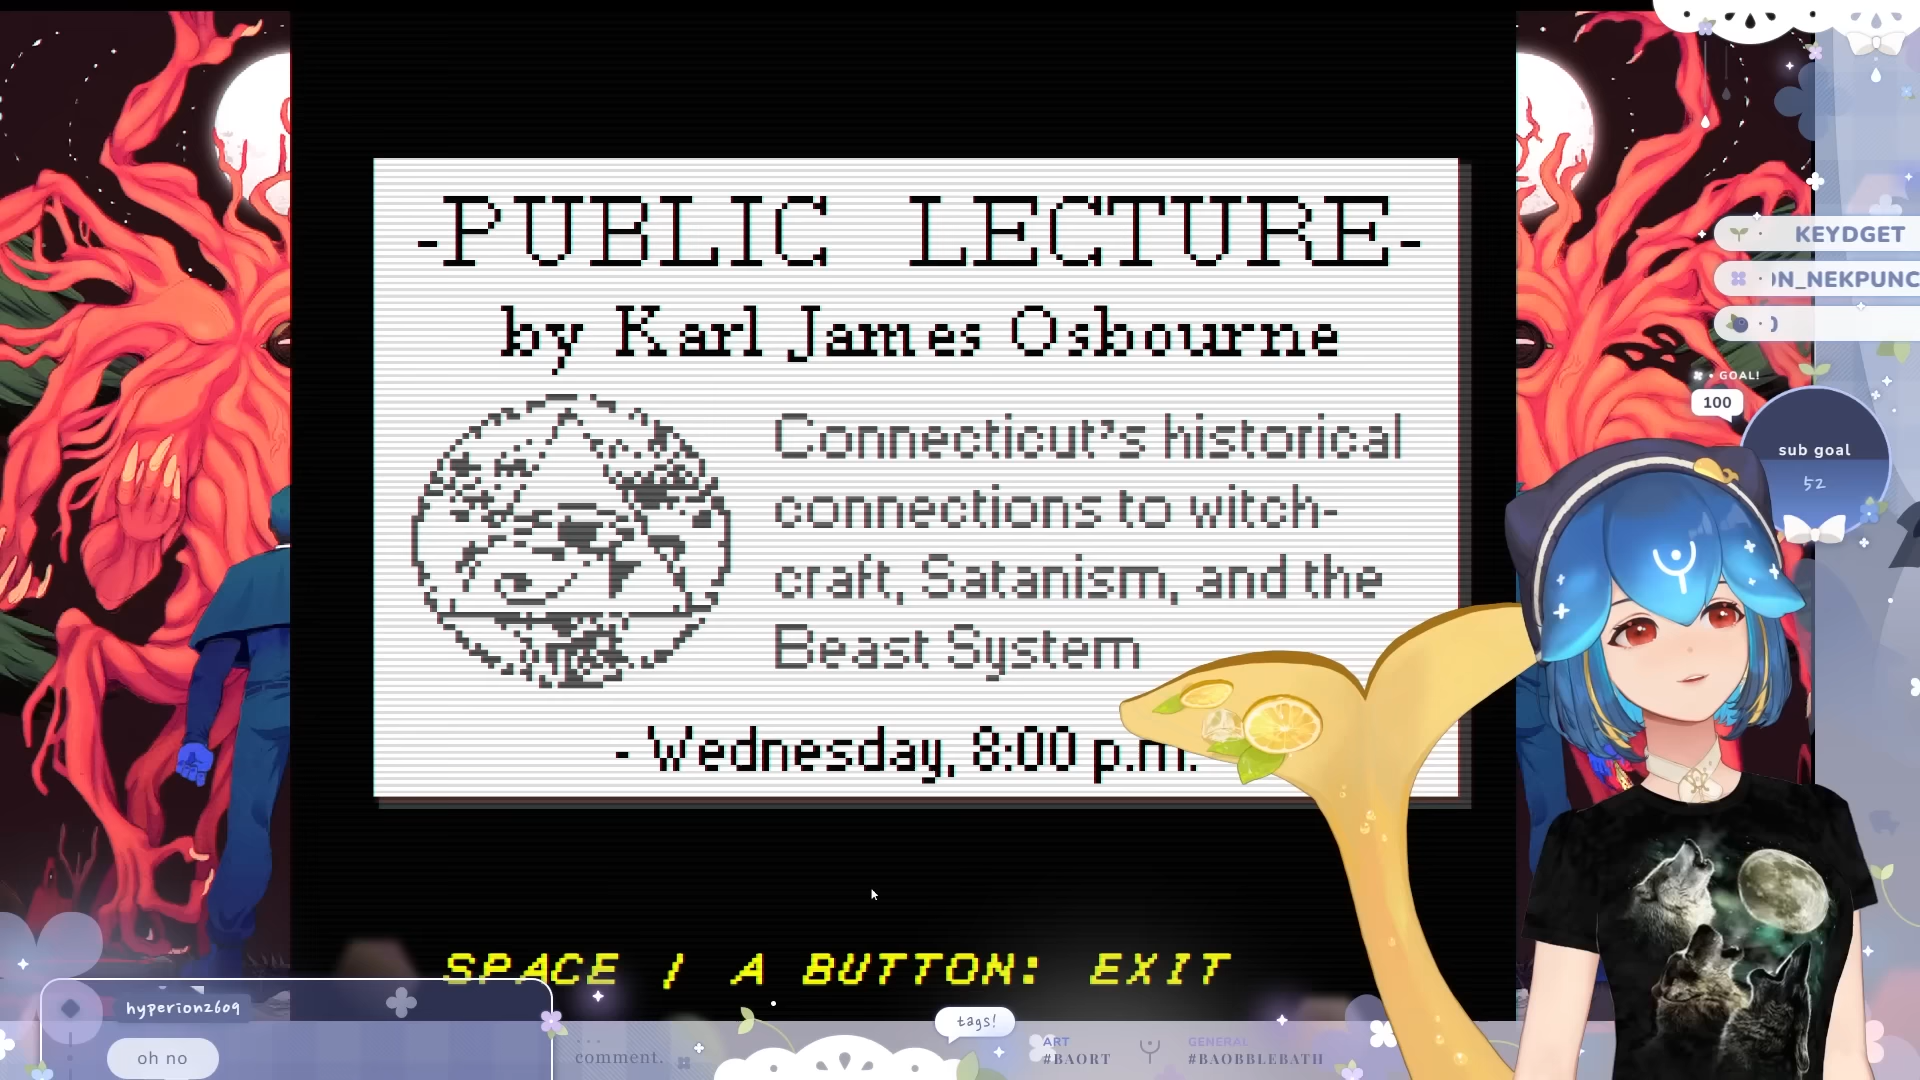 -PUBLIC LECTURE-
by Karl James Osbourne
Connecticut's historical
connections to witch-
craft, Satanism, and the
Beast System
- Wednesday, 8:00 p.m.
SPACE / A BUTTON: EXIT
KEYDGET
N_NEKPUNC
GOAL!
100
sub goal
52
hyperion2609
oh no
comment.
tags!
ART
#BAORT
GENERAL
#BAOBBLEBATH